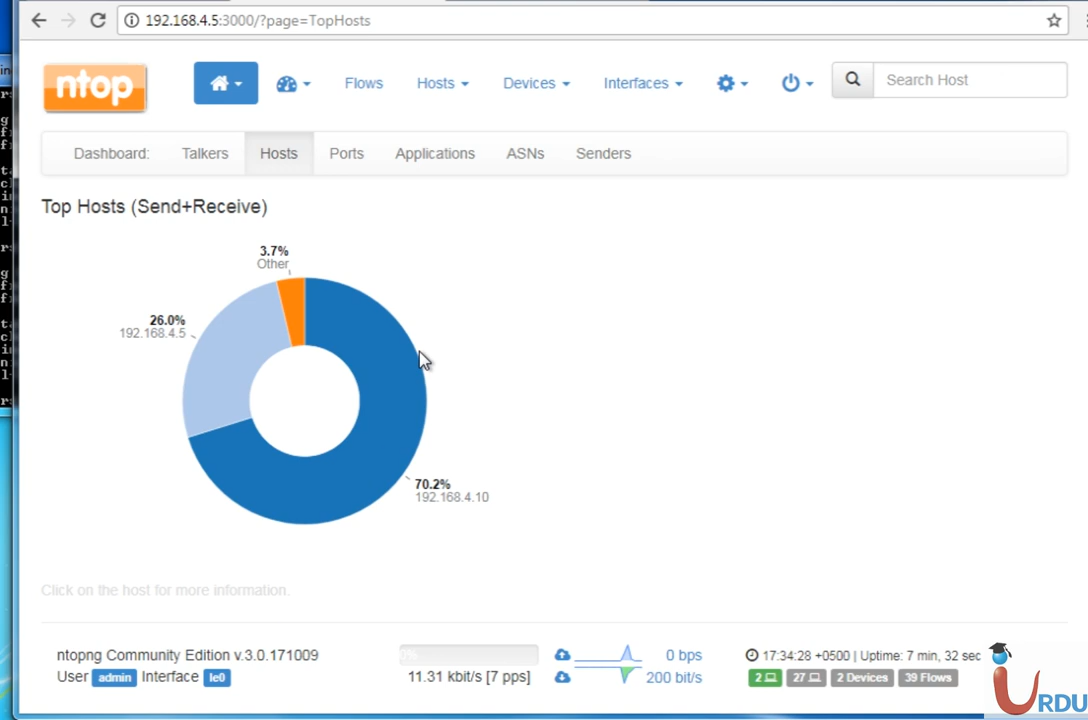 192.168.4.5:3000/?page=TopHosts
ntop
Flows
Hosts
Devices
Interfaces
Search Host
Dashboard:
Talkers
Hosts
Ports
Applications
ASNs
Senders
Top Hosts (Send+Receive)
3.7%
Other
26.0%
192.168.4.5
70.2%
192.168.4.10
Click on the host for more information.
ntopng Community Edition v.3.0.171009
User admin Interface le0
11.31 kbit/s [7 pps]
0 bps
200 bit/s
17:34:28 +0500 | Uptime: 7 min, 32 sec
2
27
2 Devices
39 Flows
URDU